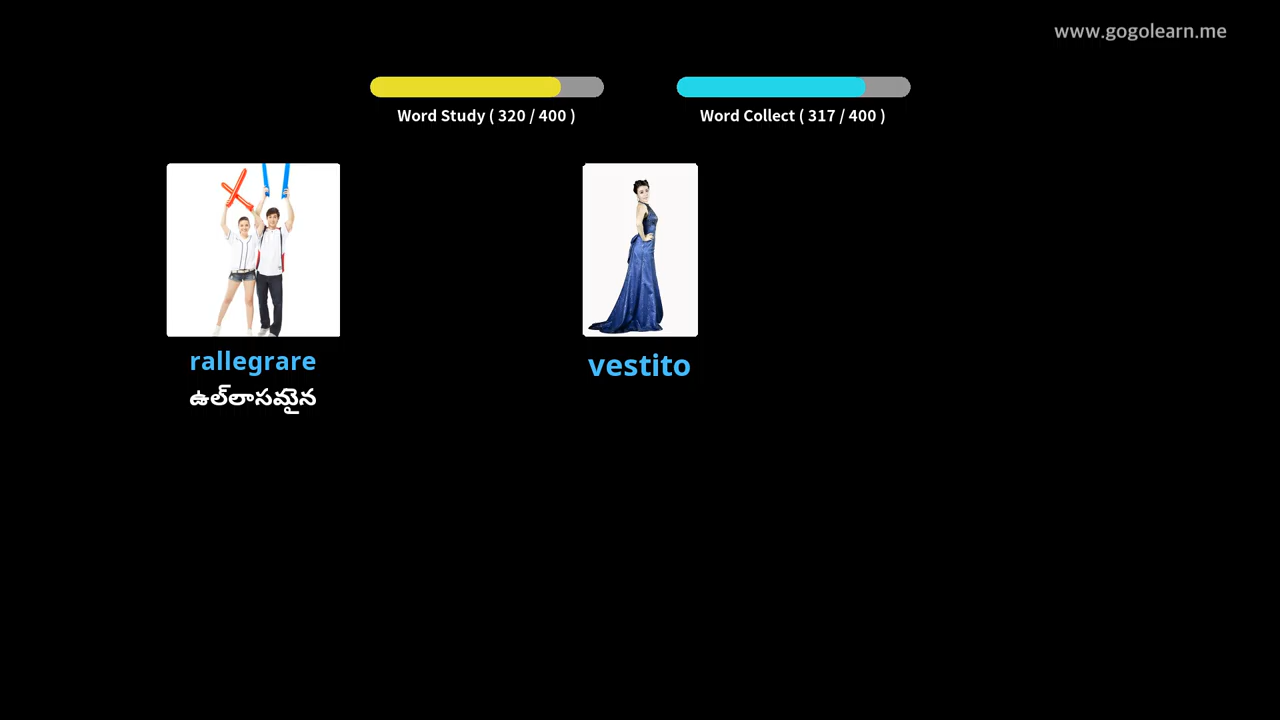 www.gogolearn.me
Word Study ( 320 / 400 )
Word Collect ( 317 / 400 )
rallegrare
ఉల్‌లాసమైన
vestito